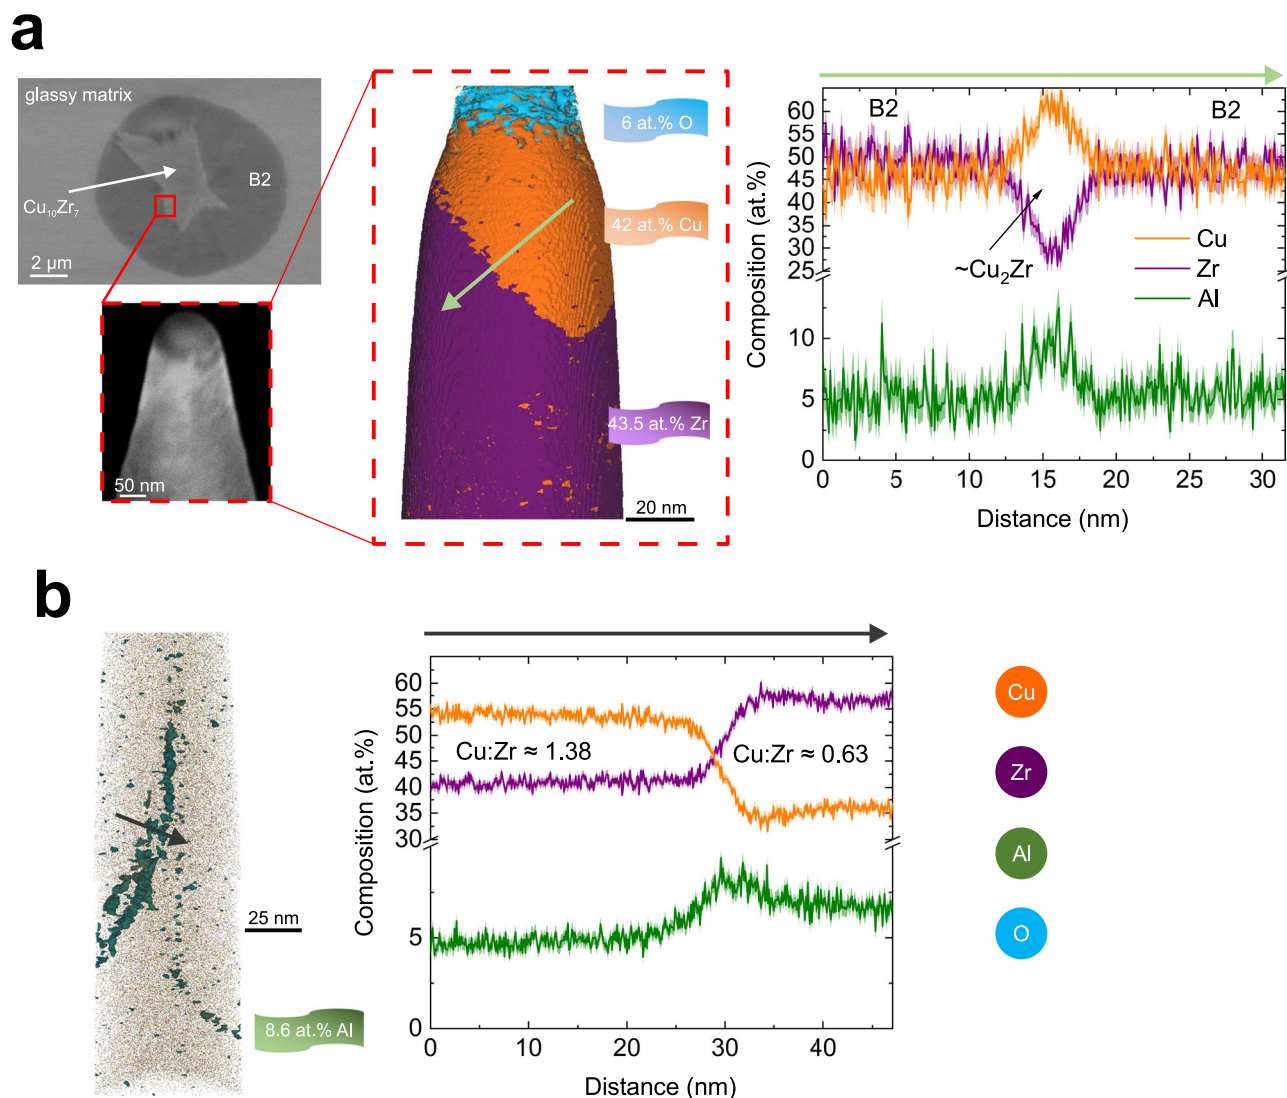 a
glassy matrix
B2
Cu₁₀Zr₇
2 µm
50 nm
6 at.% O
42 at.% Cu
43.5 at.% Zr
20 nm
Composition (at.%)
65
60
55
50
45
40
35
30
25
10
5
0
B2
B2
~Cu₂Zr
Cu
Zr
Al
0 5 10 15 20 25 30
Distance (nm)
b
25 nm
8.6 at.% Al
Composition (at.%)
60
55
50
45
40
35
30
5
0
Cu:Zr ≈ 1.38
Cu:Zr ≈ 0.63
0 10 20 30 40
Distance (nm)
Cu
Zr
Al
O